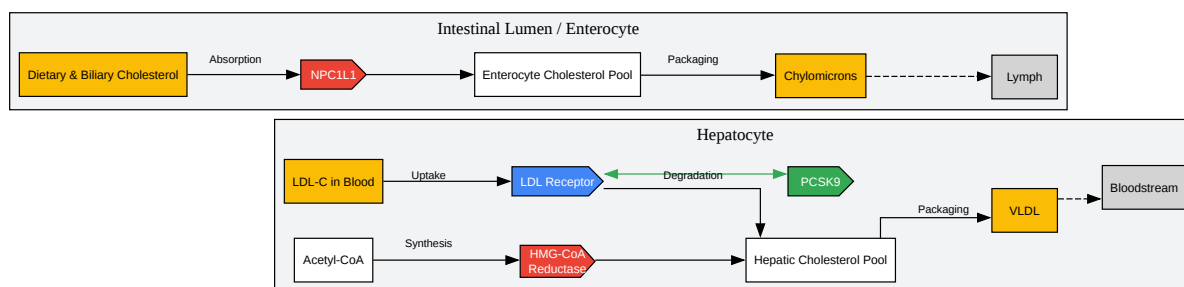 Intestinal Lumen / Enterocyte
Absorption
Packaging
Dietary & Biliary Cholesterol
NPC1L1
Enterocyte Cholesterol Pool
Chylomicrons
Lymph
Hepatocyte
LDL-C in Blood
Uptake
LDL Receptor
Degradation
PCSK9
Bloodstream
Packaging
VLDL
Acetyl-CoA
Synthesis
HMG-CoA
Reductase
Hepatic Cholesterol Pool